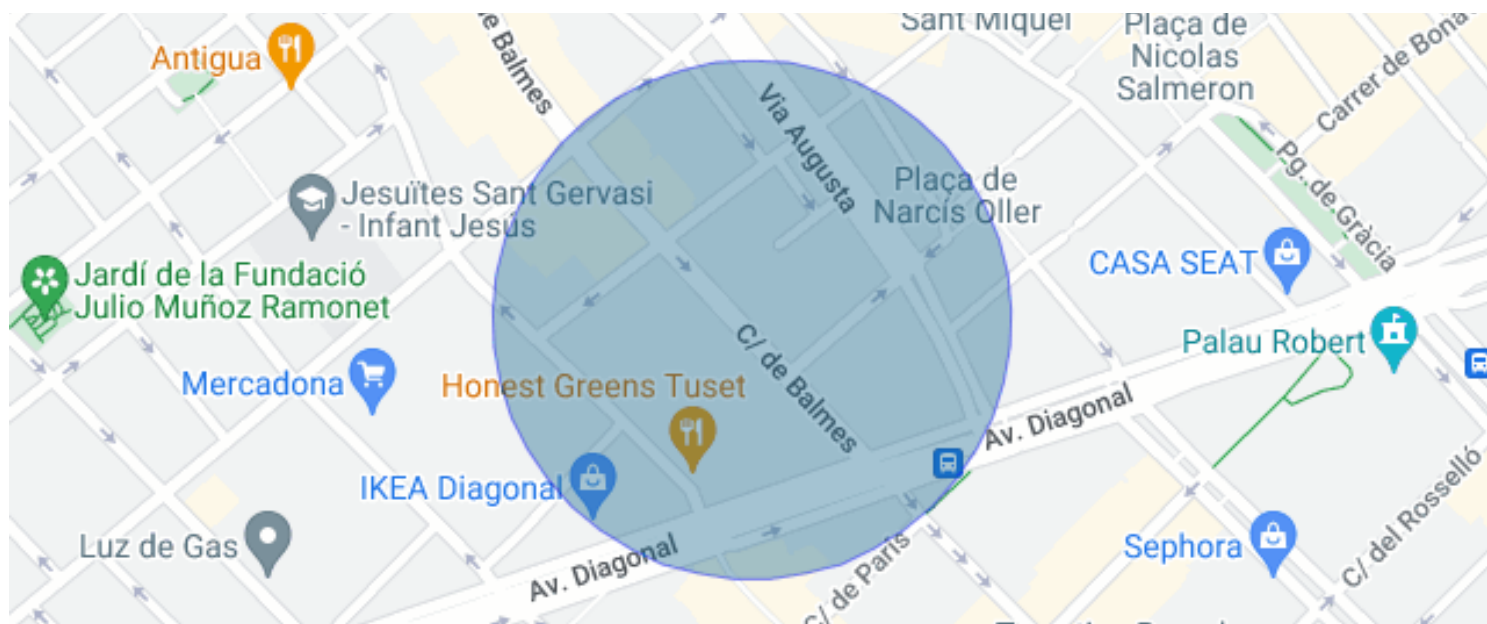 Sant Miquel
Plaça de
Nicolas
Salmeron
Carrer de Bona
de Balmes
Antigua
Via Augusta
Pg. de Gràcia
Jesuïtes Sant Gervasi
- Infant Jesús
Plaça de
Narcís Oller
CASA SEAT
Jardí de la Fundació
Julio Muñoz Ramonet
Palau Robert
Mercadona
Honest Greens Tuset
C/ de Balmes
Av. Diagonal
IKEA Diagonal
Luz de Gas
Av. Diagonal
C/ de París
Sephora
C/ del Rosselló